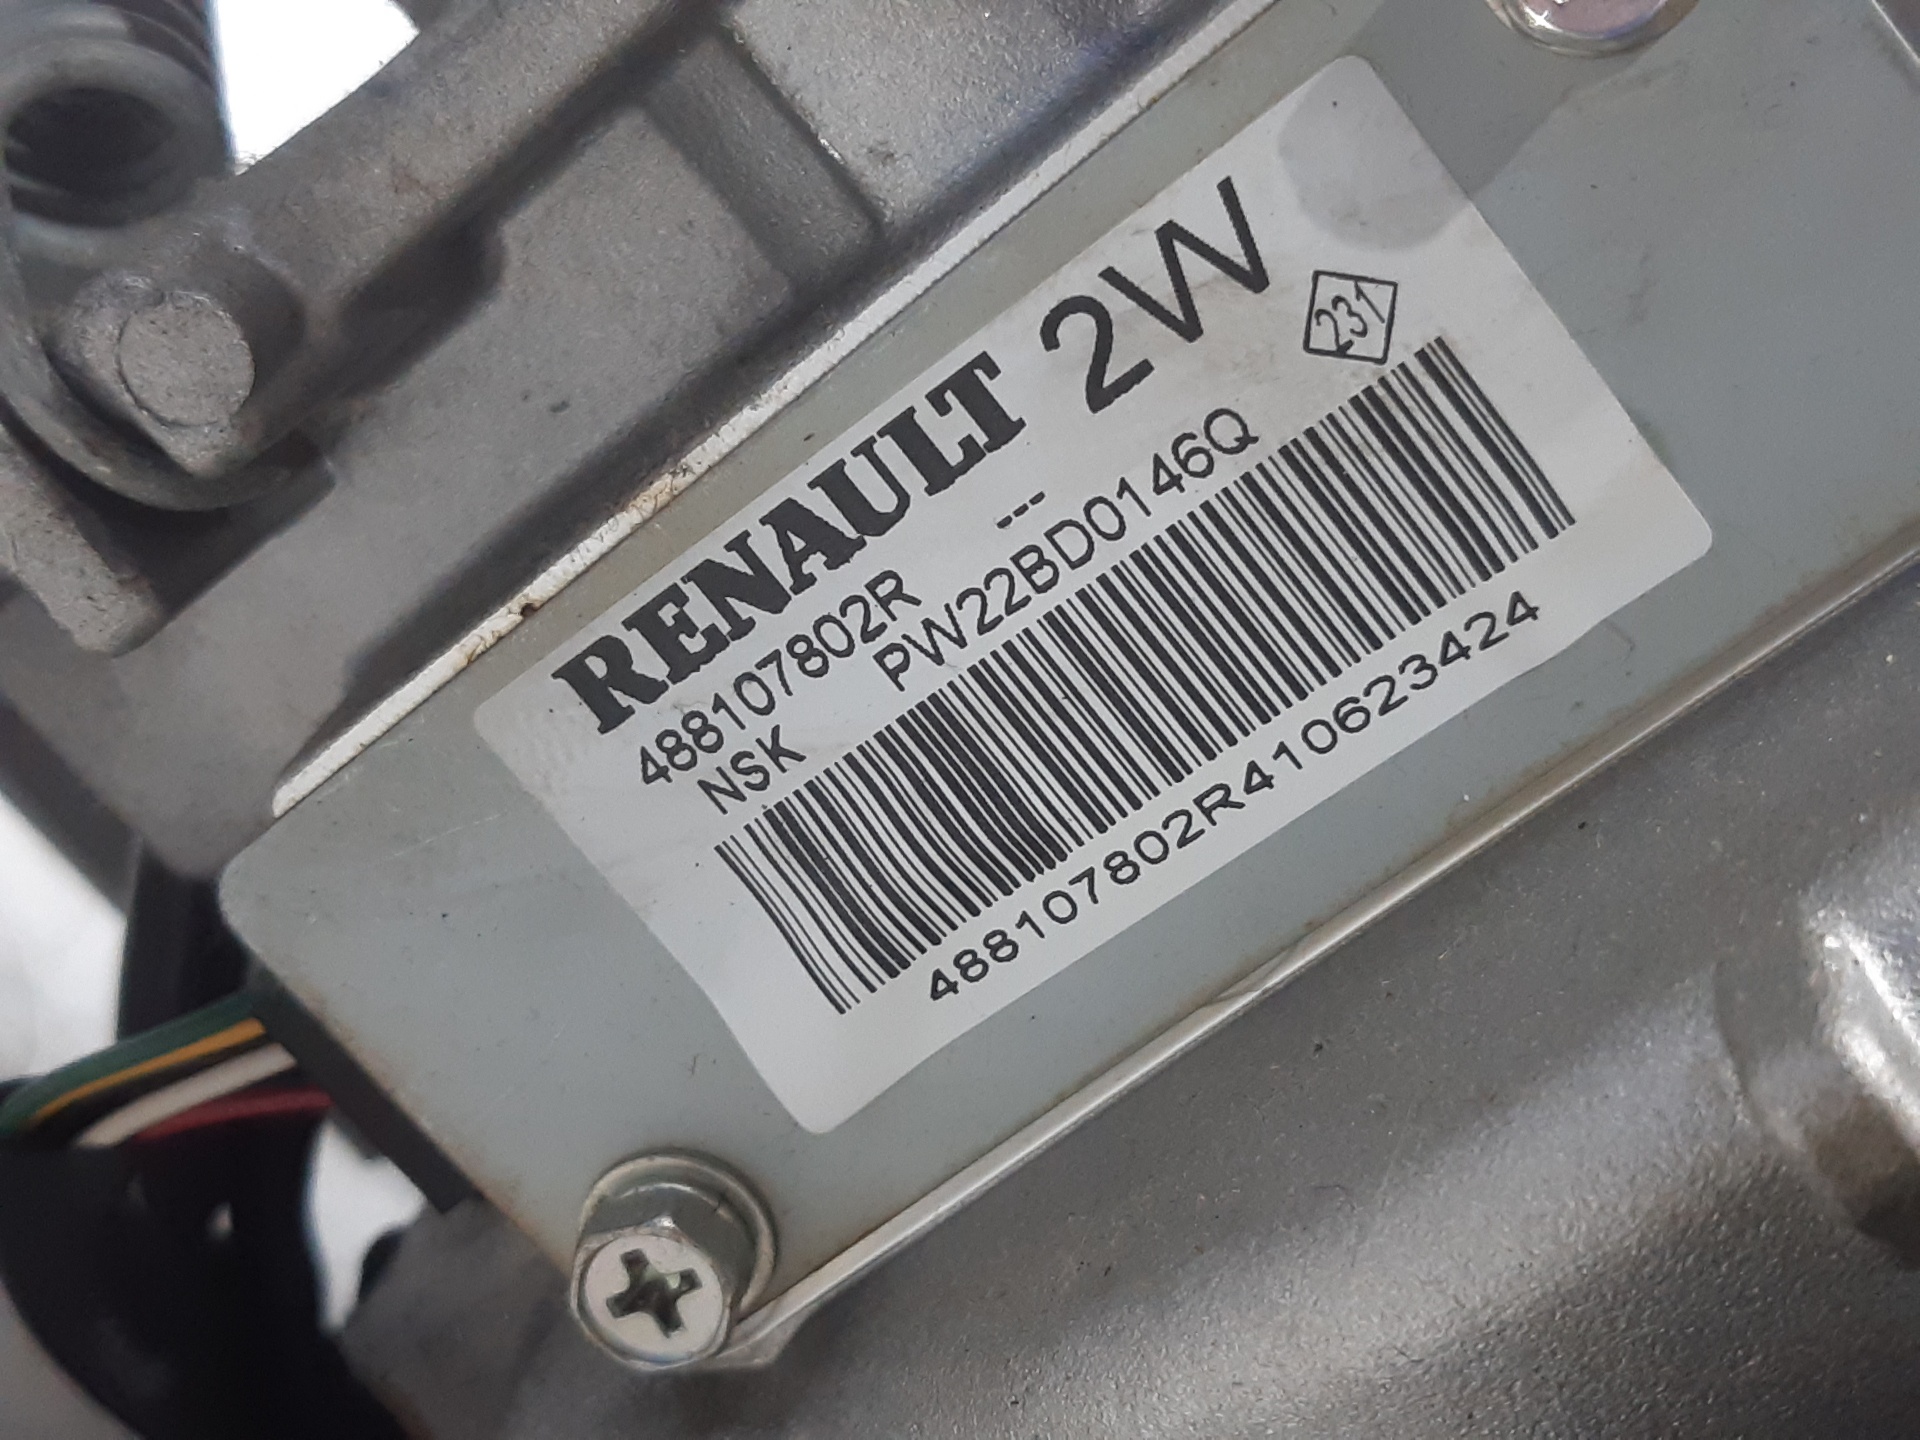 RENAULT 2W
231
488107802R ---
NSK PW22BD0146Q
488107802R410623424